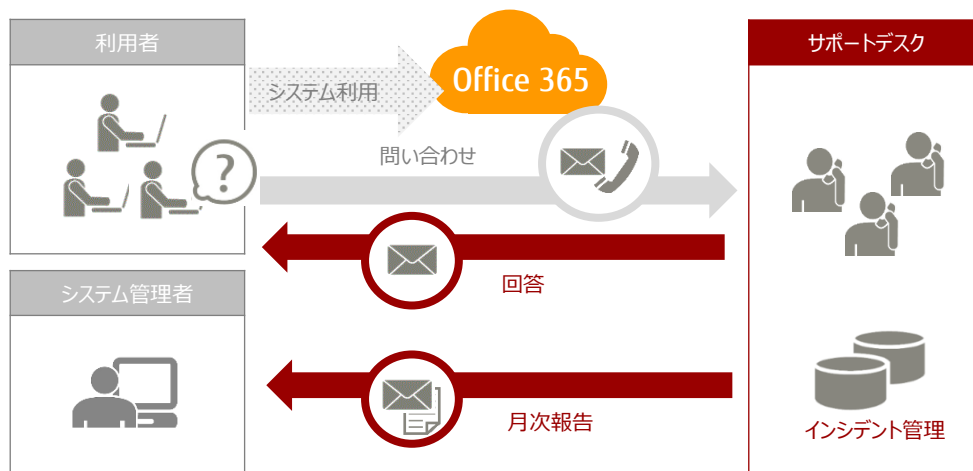 利用者
システム利用
Office 365
サポートデスク
問い合わせ
?
回答
システム管理者
月次報告
インシデント管理